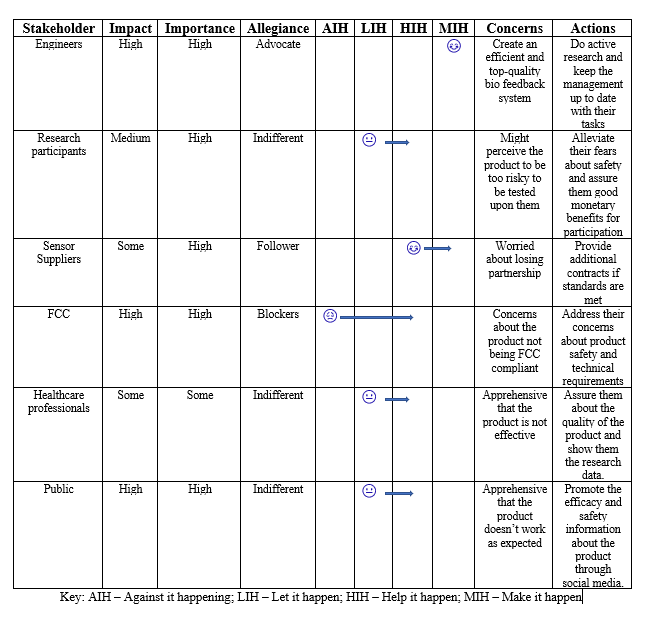 Stakeholder Impact Importance Allegiance AIH LIH HIH MIH Concerns Actions
Engineers High High Advocate Create an Do active
efficient and research and
top-quality keep the
bio feedback management
system up to date
with their
tasks
Research Medium High Indifferent Might Alleviate
participants perceive the their fears
product to be about safety
too risky to and assure
be tested them good
upon them monetary
benefits for
participation
Sensor Some High Follower Worried Provide
Suppliers about losing additional
partnership contracts if
standards are
met
FCC High High Blockers Concerns Address their
about the concerns
product not about product
being FCC safety and
compliant technical
requirements
Healthcare Some Some Indifferent Apprehensive Assure them
professionals that the about the
product is not quality of the
effective product and
show them
the research
data.
Public High High Indifferent Apprehensive Promote the
that the efficacy and
product safety
doesn't work information
as expected about the
product
through
social media.
Key: AIH – Against it happening; LIH – Let it happen; HIH – Help it happen; MIH – Make it happen